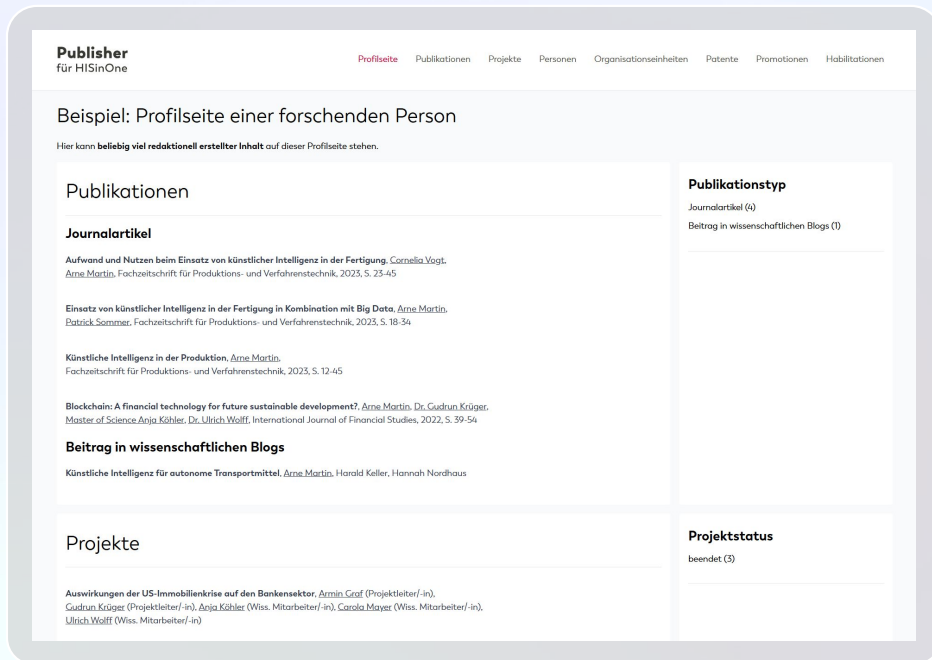 Publisher
für HISinOne
Profilseite Publikationen Projekte Personen Organisationseinheiten Patente Promotionen Habilitationen
Beispiel: Profilseite einer forschenden Person
Hier kann beliebig viel redaktionell erstellter Inhalt auf dieser Profilseite stehen.
Publikationen
Journalartikel
Aufwand und Nutzen beim Einsatz von künstlicher Intelligenz in der Fertigung, Cornelia Vogt,
Arne Martin, Fachzeitschrift für Produktions- und Verfahrenstechnik, 2023, S. 23-45
Einsatz von künstlicher Intelligenz in der Fertigung in Kombination mit Big Data, Arne Martin,
Patrick Sommer, Fachzeitschrift für Produktions- und Verfahrenstechnik, 2023, S. 18-34
Künstliche Intelligenz in der Produktion, Arne Martin,
Fachzeitschrift für Produktions- und Verfahrenstechnik, 2023, S. 12-45
Blockchain: A financial technology for future sustainable development?, Arne Martin, Dr. Gudrun Krüger,
Master of Science Anja Köhler, Dr. Ulrich Wolff, International Journal of Financial Studies, 2022, S. 39-54
Beitrag in wissenschaftlichen Blogs
Künstliche Intelligenz für autonome Transportmittel, Arne Martin, Harald Keller, Hannah Nordhaus
Publikationstyp
Journalartikel (4)
Beitrag in wissenschaftlichen Blogs (1)
Projekte
Auswirkungen der US-Immobilienkrise auf den Bankensektor, Armin Graf (Projektleiter/-in),
Gudrun Krüger (Projektleiter/-in), Anja Köhler (Wiss. Mitarbeiter/-in), Carola Mayer (Wiss. Mitarbeiter/-in),
Ulrich Wolff (Wiss. Mitarbeiter/-in)
Projektstatus
beendet (3)